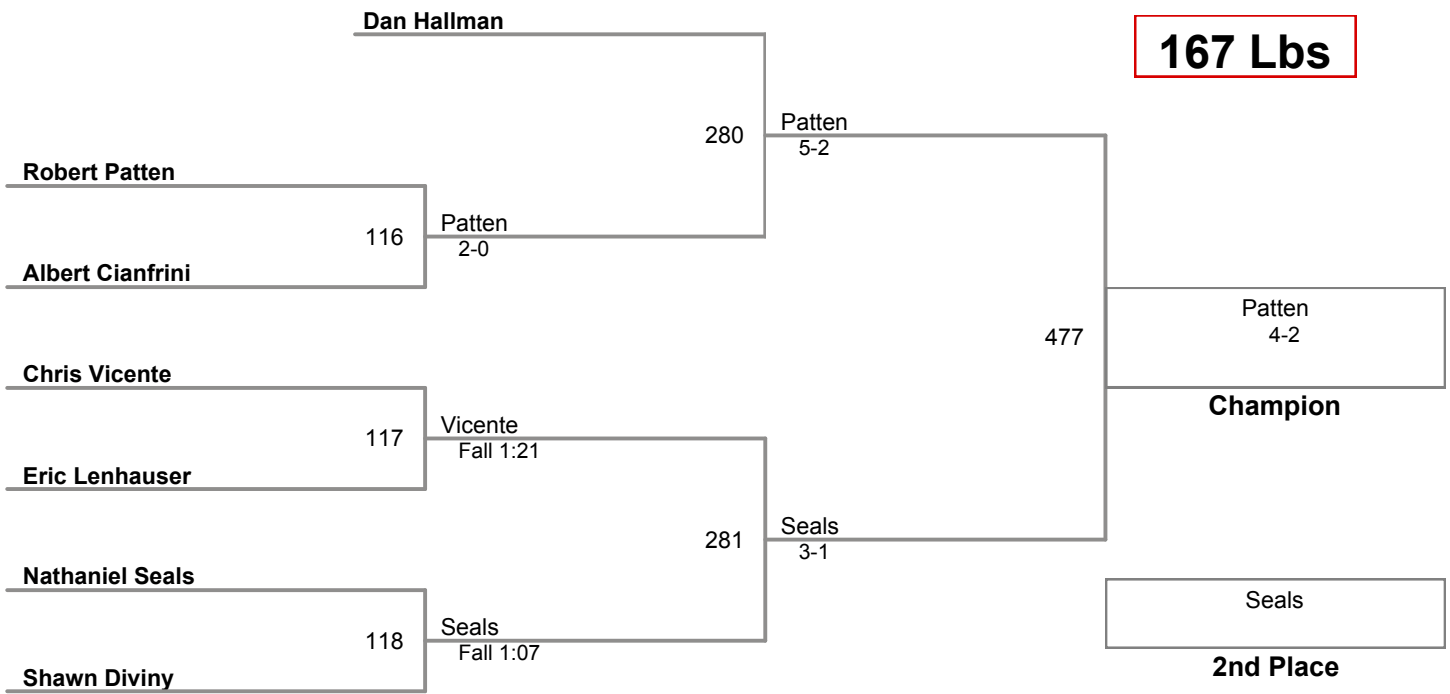 Dan Hallman
167 Lbs
280
Patten
5-2
Robert Patten
116
Patten
2-0
Albert Cianfrini
477
Patten
4-2
Champion
Chris Vicente
117
Vicente
Fall 1:21
Eric Lenhauser
281
Seals
3-1
Nathaniel Seals
118
Seals
Fall 1:07
Shawn Diviny
Seals
2nd Place